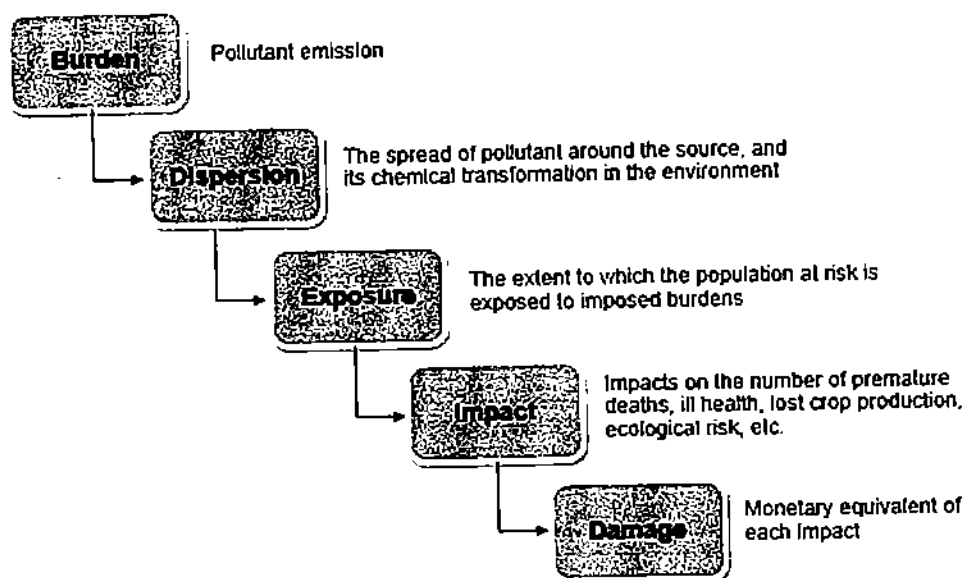 Burden
Pollutant emission
Dispersion
The spread of pollutant around the source, and
its chemical transformation in the environment
Exposure
The extent to which the population at risk is
exposed to imposed burdens
Impact
Impacts on the number of premature
deaths, ill health, lost crop production,
ecological risk, etc.
Damage
Monetary equivalent of
each impact